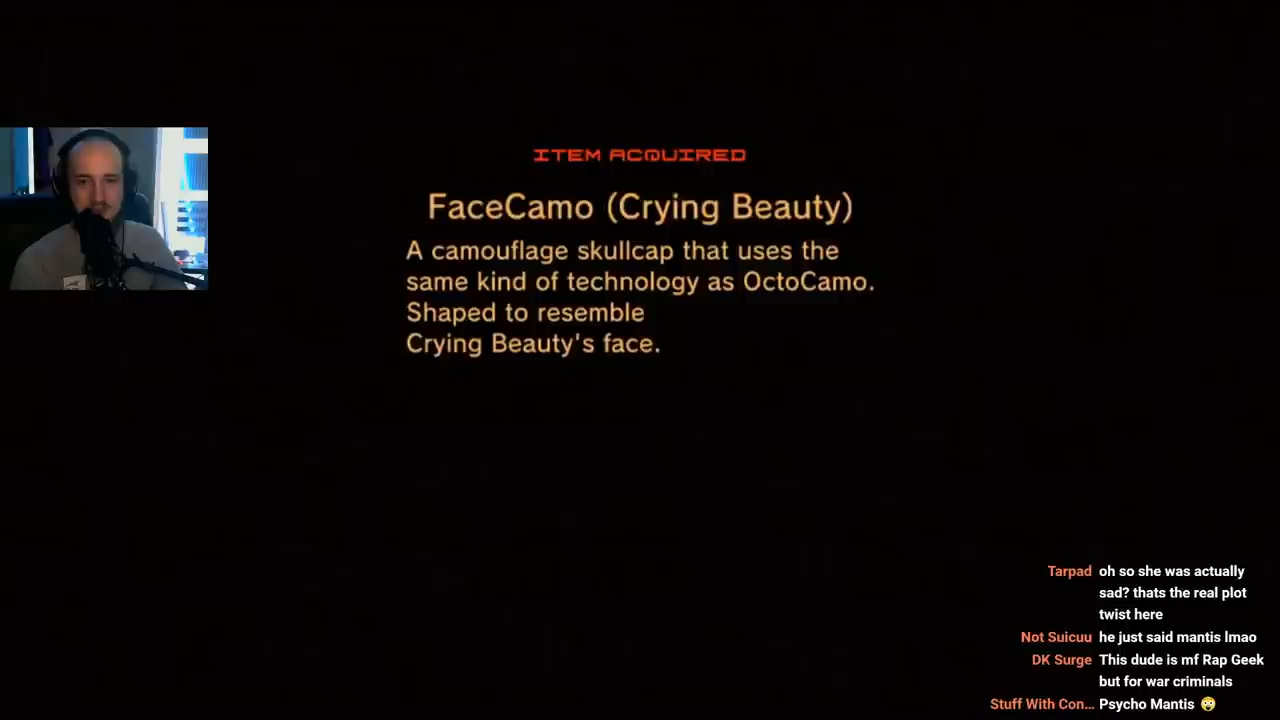 ITEM ACQUIRED
FaceCamo (Crying Beauty)
A camouflage skullcap that uses the
same kind of technology as OctoCamo.
Shaped to resemble
Crying Beauty's face.
Tarpad oh so she was actually
sad? thats the real plot
twist here
Not Suicuu he just said mantis lmao
DK Surge This dude is mf Rap Geek
but for war criminals
Stuff With Con... Psycho Mantis 😲